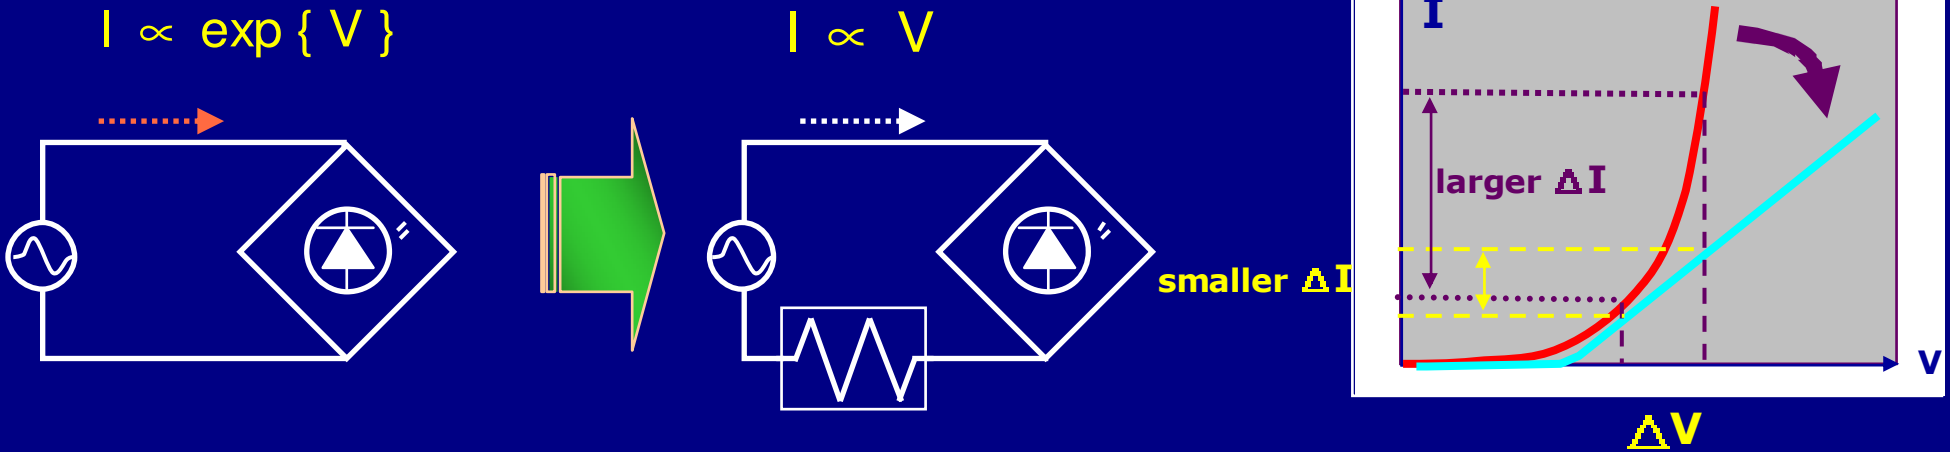 I ∝ exp { V }
I ∝ V
I
larger ΔI
smaller ΔI
V
ΔV